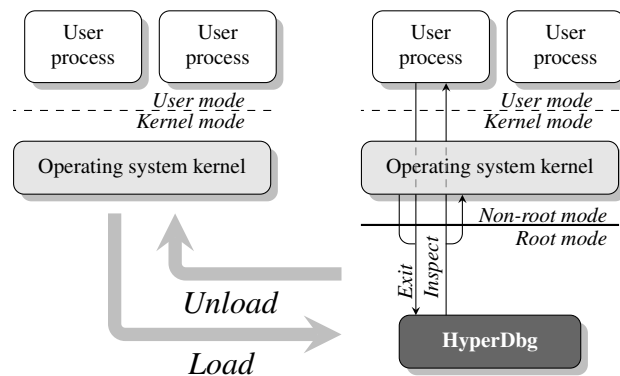 User
process
User
process
User mode
Kernel mode
Operating system kernel
Unload
Load
User
process
User
process
User mode
Kernel mode
Operating system kernel
Non-root mode
Root mode
Exit
Inspect
HyperDbg